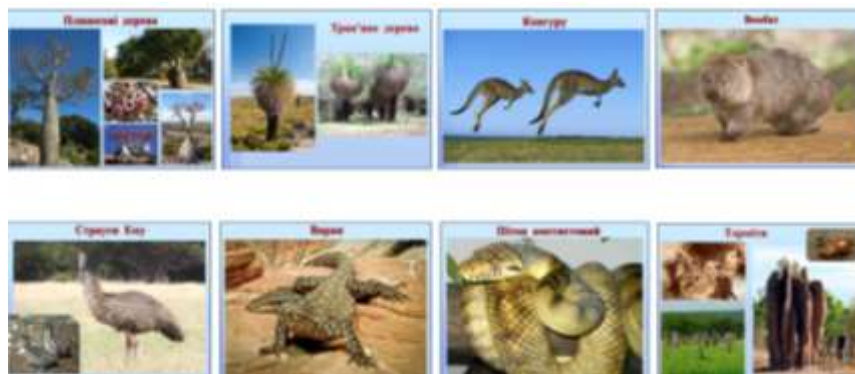 Пляшкові дерева
Трав'яне дерево
Кенгуру
Вомбат
Страуси Ему
Варан
Пітон
Терміти